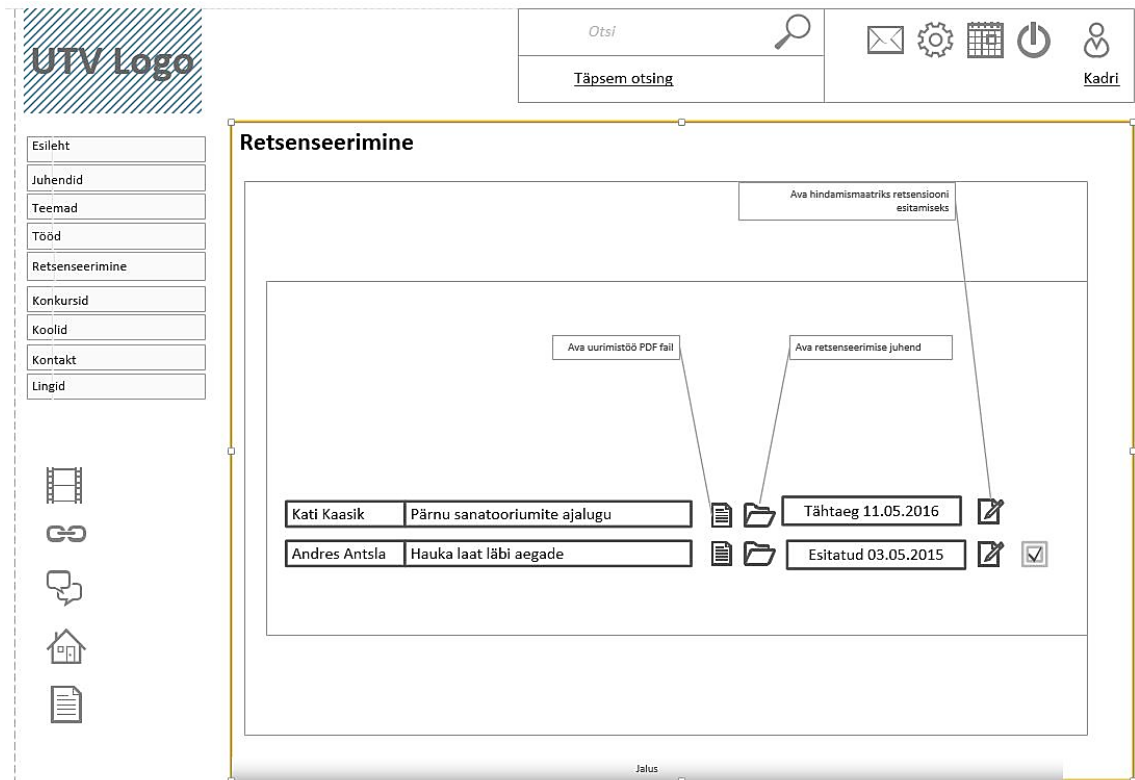 UTV Logo
Otsi
Täpsem otsing
Kadri
Esileht
Juhendid
Teemad
Tööd
Retsenseerimine
Konkursid
Koolid
Kontakt
Lingid
Retsenseerimine
Ava hindamismaatriks retsensiooni
esitamiseks
Ava uurimistöö PDF fail
Ava retsenseerimise juhend
Kati Kaasik Pärnu sanatooriumite ajalugu Tähtaeg 11.05.2016
Andres Antsla Hauka laat läbi aegade Esitatud 03.05.2015
Jalus